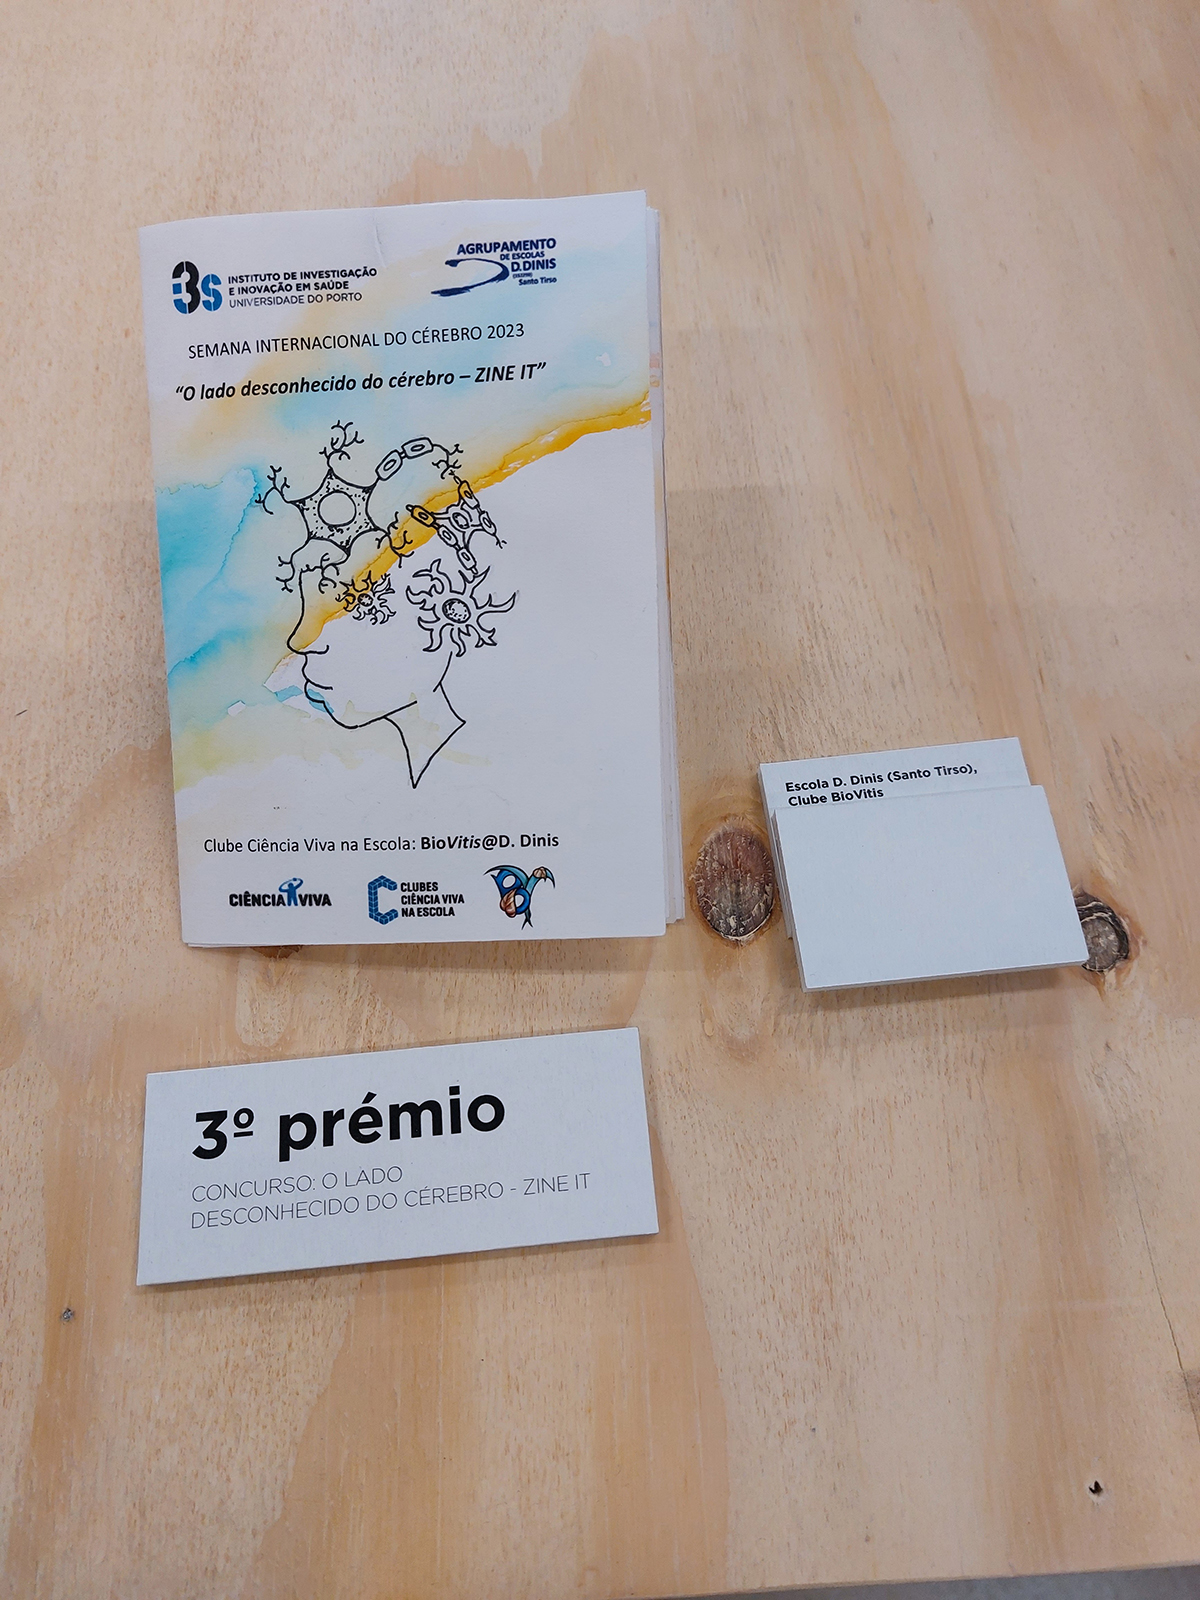 i3s INSTITUTO DE INVESTIGAÇÃO
E INOVAÇÃO EM SAÚDE
UNIVERSIDADE DO PORTO
AGRUPAMENTO
DE ESCOLAS
D. DINIS
Santo Tirso
SEMANA INTERNACIONAL DO CÉREBRO 2023
“O lado desconhecido do cérebro – ZINE IT”
Clube Ciência Viva na Escola: BioVitis@D. Dinis
CIÊNCIA VIVA
CLUBES
CIÊNCIA VIVA
NA ESCOLA
Escola D. Dinis (Santo Tirso),
Clube BioVitis
3º prémio
CONCURSO: O LADO
DESCONHECIDO DO CÉREBRO - ZINE IT